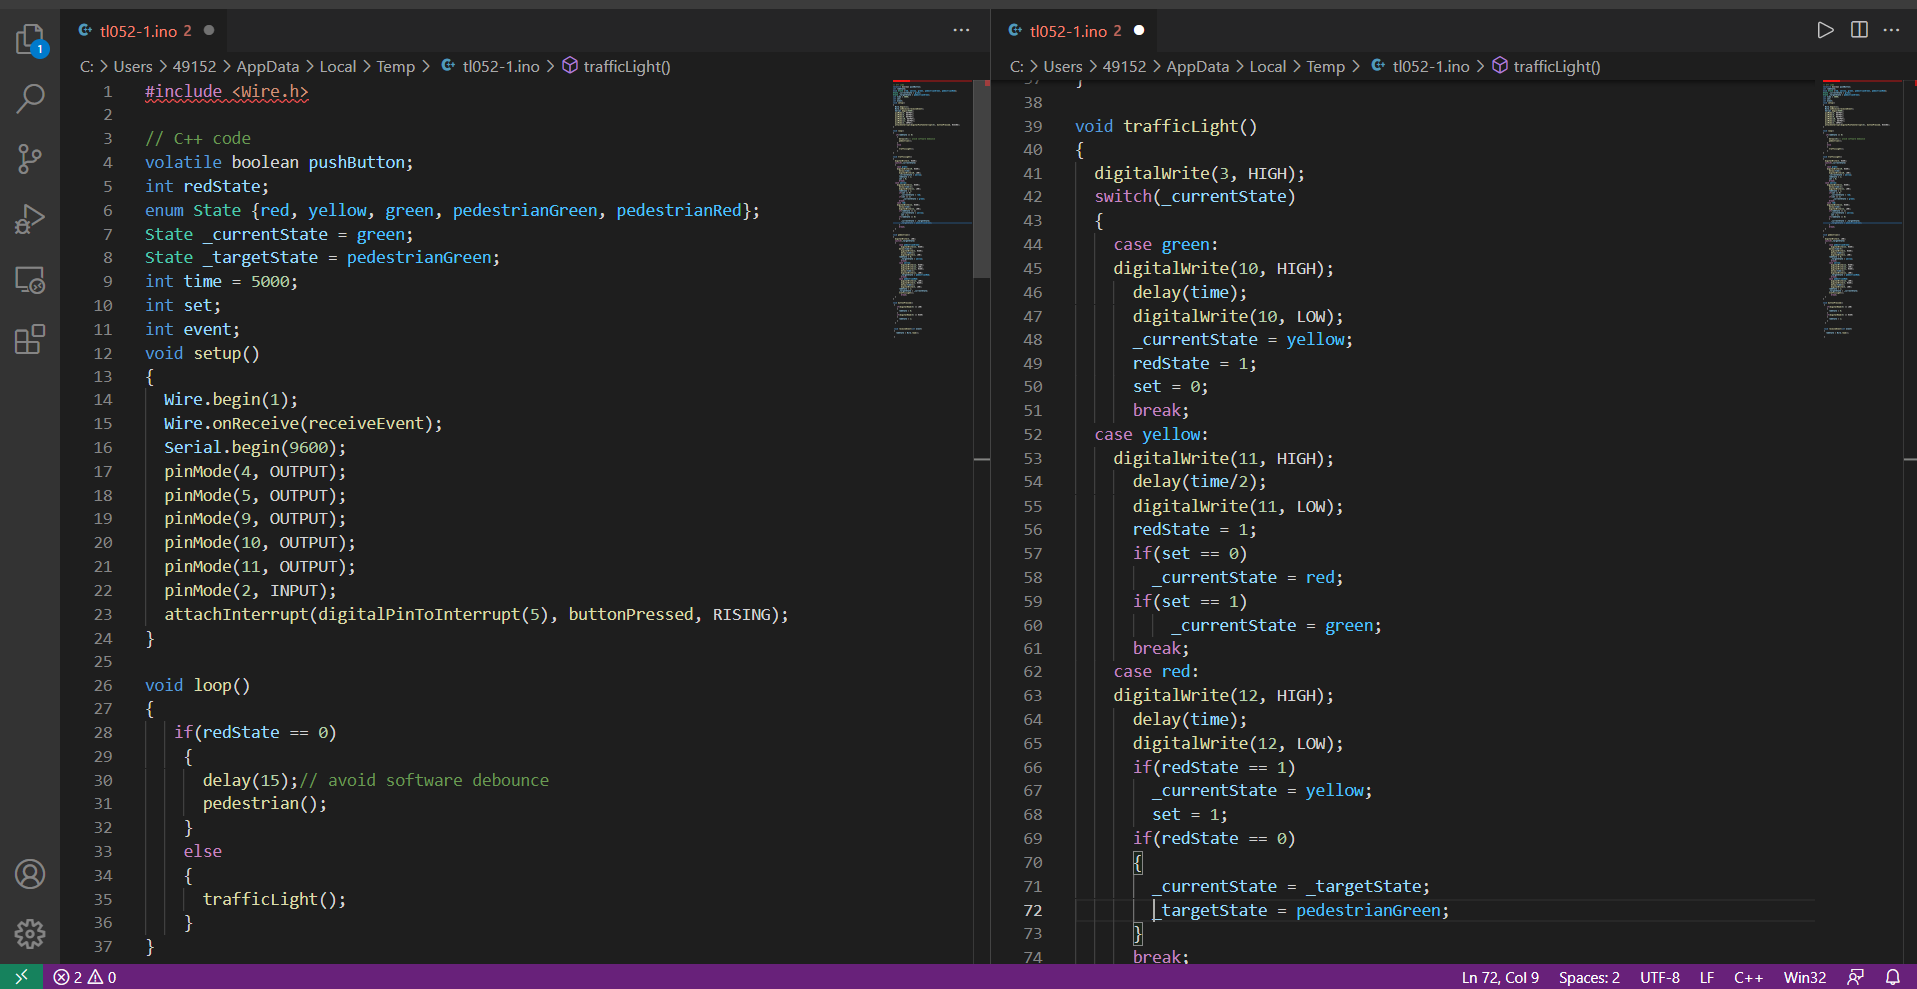 tl052-1.ino 2
C: > Users > 49152 > AppData > Local > Temp > tl052-1.ino > trafficLight()
1 #include <Wire.h>
2
3 // C++ code
4 volatile boolean pushButton;
5 int redState;
6 enum State {red, yellow, green, pedestrianGreen, pedestrianRed};
7 State _currentState = green;
8 State _targetState = pedestrianGreen;
9 int time = 5000;
10 int set;
11 int event;
12 void setup()
13 {
14 Wire.begin(1);
15 Wire.onReceive(receiveEvent);
16 Serial.begin(9600);
17 pinMode(4, OUTPUT);
18 pinMode(5, OUTPUT);
19 pinMode(9, OUTPUT);
20 pinMode(10, OUTPUT);
21 pinMode(11, OUTPUT);
22 pinMode(2, INPUT);
23 attachInterrupt(digitalPinToInterrupt(5), buttonPressed, RISING);
24 }
25
26 void loop()
27 {
28 if(redState == 0)
29 {
30 delay(15);// avoid software debounce
31 pedestrian();
32 }
33 else
34 {
35 trafficLight();
36 }
37 }
tl052-1.ino 2
C: > Users > 49152 > AppData > Local > Temp > tl052-1.ino > trafficLight()
37 }
38
39 void trafficLight()
40 {
41 digitalWrite(3, HIGH);
42 switch(_currentState)
43 {
44 case green:
45 digitalWrite(10, HIGH);
46 delay(time);
47 digitalWrite(10, LOW);
48 _currentState = yellow;
49 redState = 1;
50 set = 0;
51 break;
52 case yellow:
53 digitalWrite(11, HIGH);
54 delay(time/2);
55 digitalWrite(11, LOW);
56 redState = 1;
57 if(set == 0)
58 _currentState = red;
59 if(set == 1)
60 _currentState = green;
61 break;
62 case red:
63 digitalWrite(12, HIGH);
64 delay(time);
65 digitalWrite(12, LOW);
66 if(redState == 1)
67 _currentState = yellow;
68 set = 1;
69 if(redState == 0)
70 {
71 _currentState = _targetState;
72 _targetState = pedestrianGreen;
73 }
74 break;
1
2 0
Ln 72, Col 9 Spaces: 2 UTF-8 LF C++ Win32